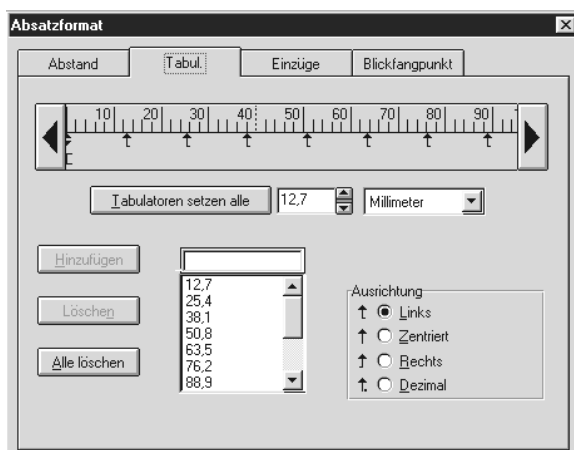 Absatzformat
Abstand Tabul. Einzüge Blickfangpunkt
10 20 30 40 50 60 70 80 90
Tabulatoren setzen alle 12,7 Millimeter
Hinzufügen
Löschen
Alle löschen
12,7
25,4
38,1
50,8
63,5
76,2
88,9
Ausrichtung
Links
Zentriert
Rechts
Dezimal